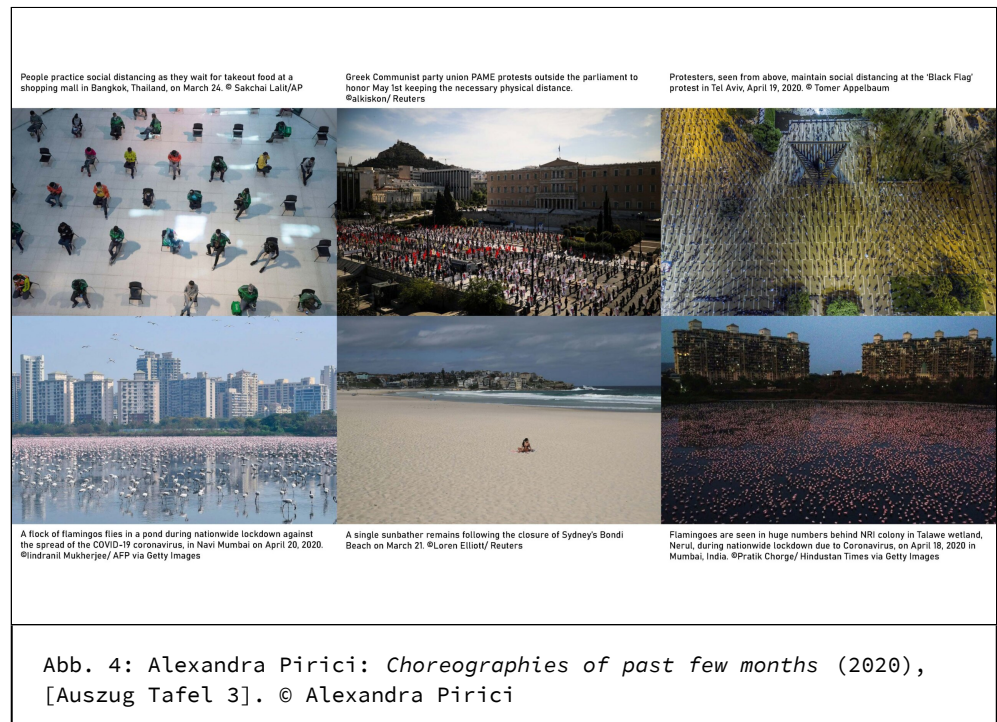 People practice social distancing as they wait for takeout food at a
shopping mall in Bangkok, Thailand, on March 24. © Sakchai Lalit/AP
Greek Communist party union PAME protests outside the parliament to
honor May 1st keeping the necessary physical distance.
©alkiskon/ Reuters
Protesters, seen from above, maintain social distancing at the ‘Black Flag’
protest in Tel Aviv, April 19, 2020. © Tomer Appelbaum
A flock of flamingos flies in a pond during nationwide lockdown against
the spread of the COVID-19 coronavirus, in Navi Mumbai on April 20, 2020.
©Iindranil Mukherjee/ AFP via Getty Images
A single sunbather remains following the closure of Sydney's Bondi
Beach on March 21. ©Loren Elliott/ Reuters
Flamingoes are seen in huge numbers behind NRI colony in Talawe wetland,
Nerul, during nationwide lockdown due to Coronavirus, on April 18, 2020 in
Mumbai, India. ©Pratik Chorge/ Hindustan Times via Getty Images
Abb. 4: Alexandra Pirici: Choreographies of past few months (2020),
[Auszug Tafel 3]. © Alexandra Pirici